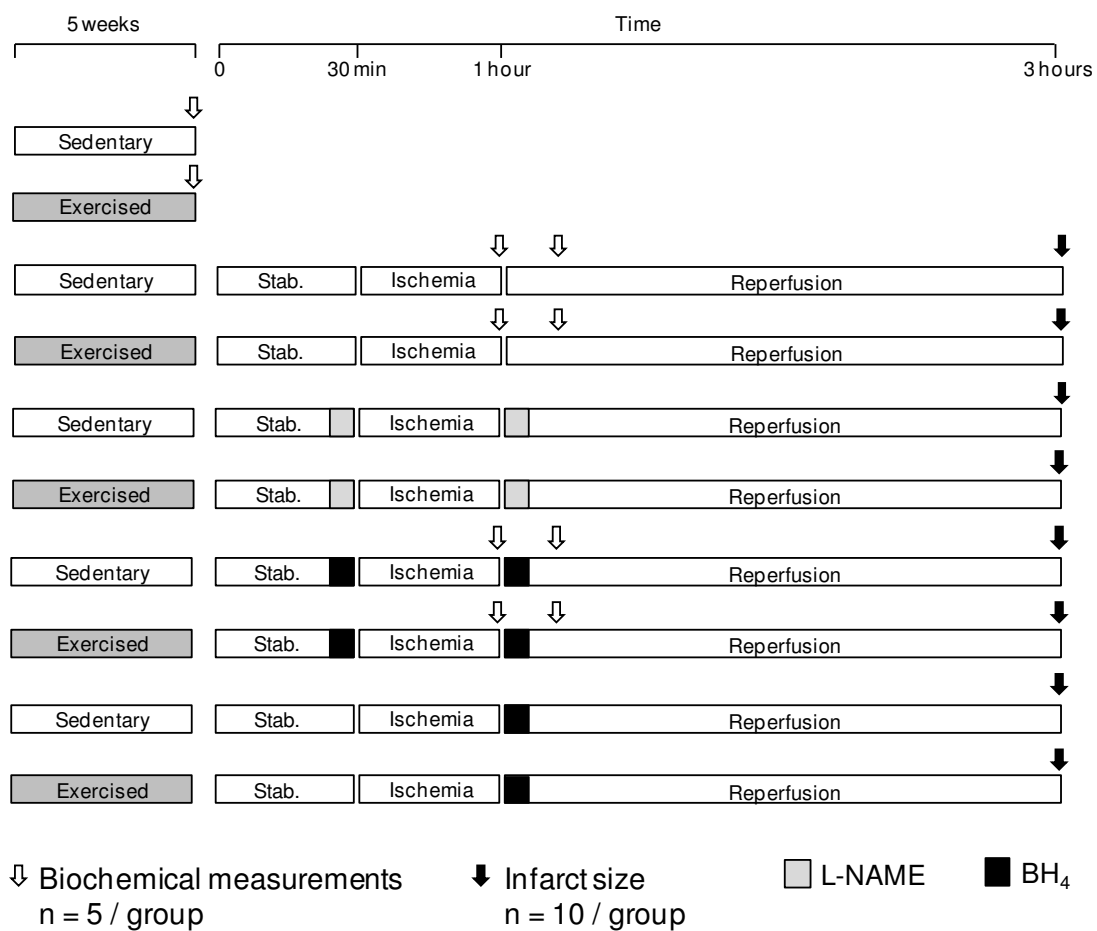 5 weeks Time
0 30 min 1 hour 3 hours
Sedentary
Exercised
Sedentary Stab. Ischemia Reperfusion
Exercised Stab. Ischemia Reperfusion
Sedentary Stab. Ischemia Reperfusion
Exercised Stab. Ischemia Reperfusion
Sedentary Stab. Ischemia Reperfusion
Exercised Stab. Ischemia Reperfusion
Sedentary Stab. Ischemia Reperfusion
Exercised Stab. Ischemia Reperfusion
Biochemical measurements Infarct size L-NAME BH₄
n = 5 / group n = 10 / group